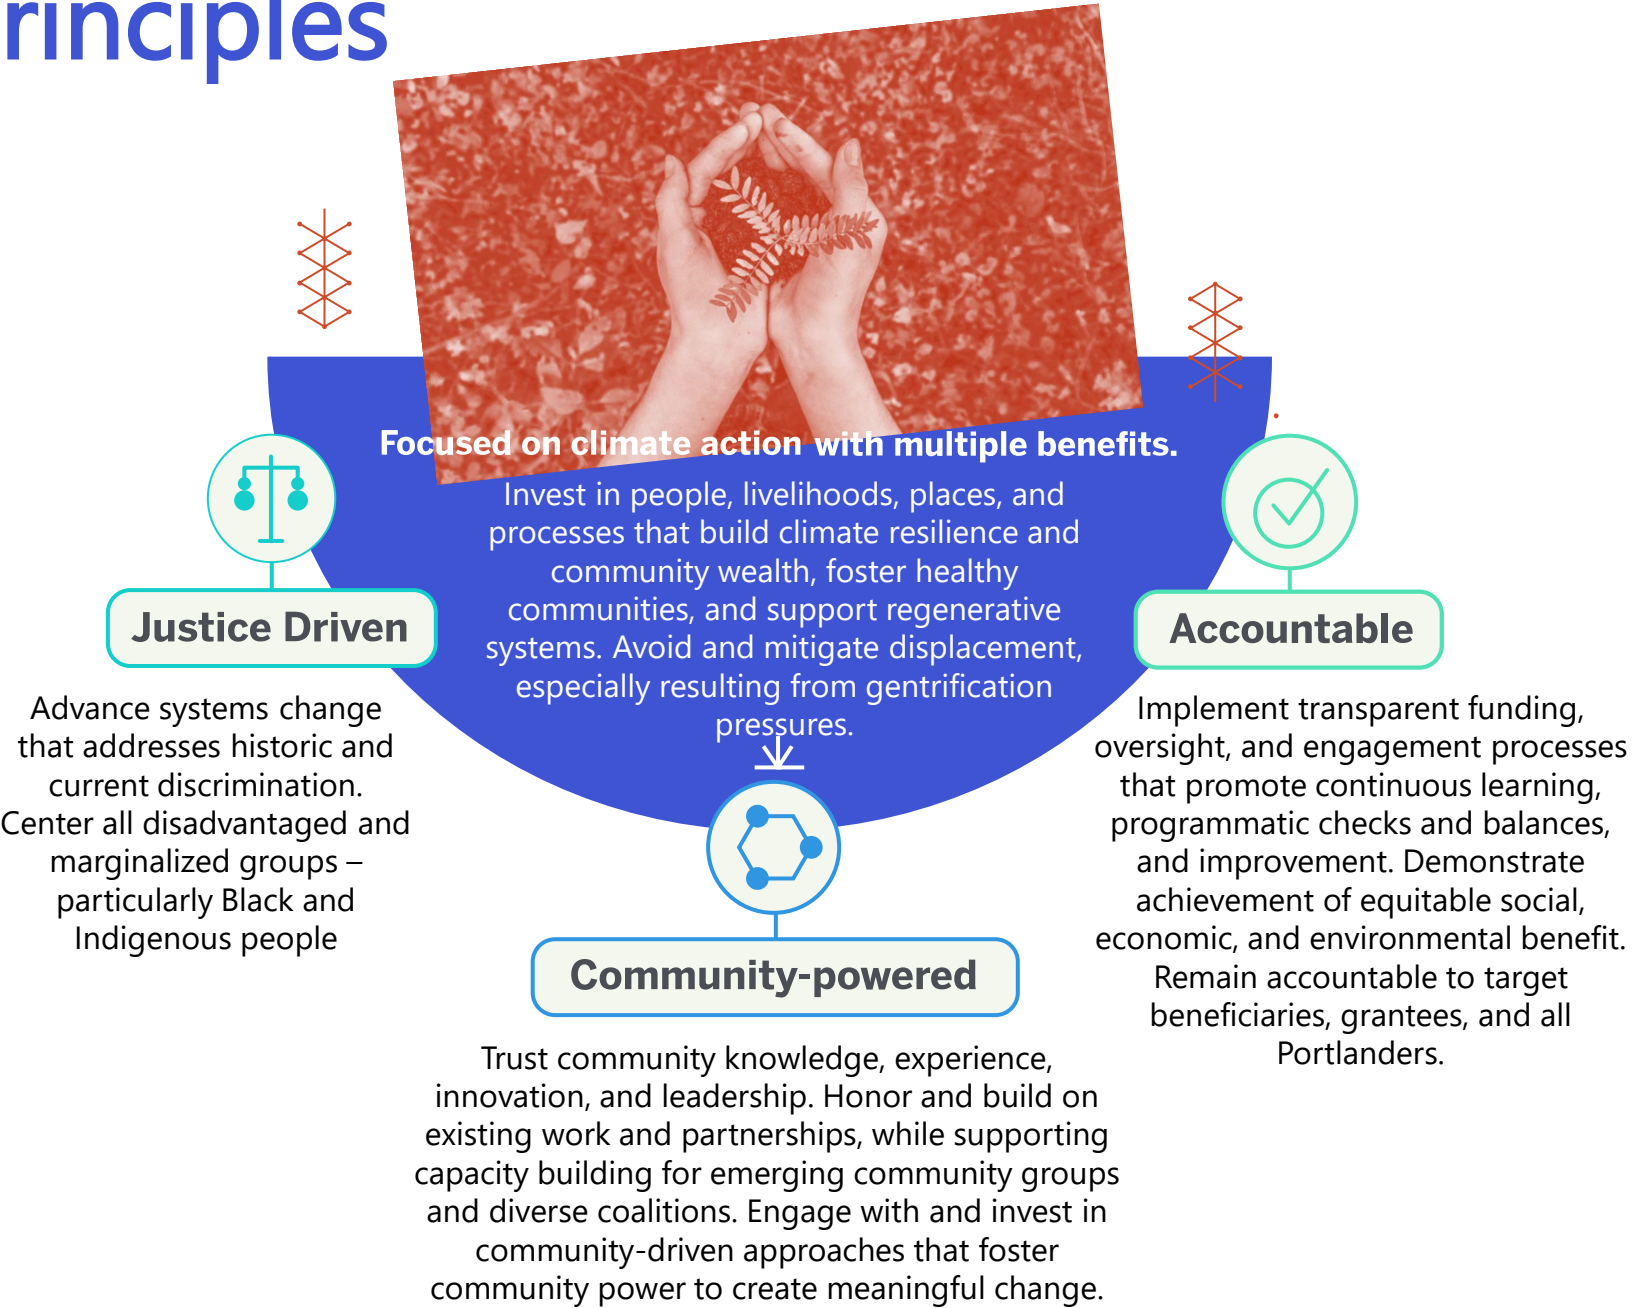 rinciples
Focused on climate action with multiple benefits.
Invest in people, livelihoods, places, and
processes that build climate resilience and
community wealth, foster healthy
communities, and support regenerative
systems. Avoid and mitigate displacement,
especially resulting from gentrification
pressures.
Justice Driven
Advance systems change
that addresses historic and
current discrimination.
Center all disadvantaged and
marginalized groups –
particularly Black and
Indigenous people
Community-powered
Trust community knowledge, experience,
innovation, and leadership. Honor and build on
existing work and partnerships, while supporting
capacity building for emerging community groups
and diverse coalitions. Engage with and invest in
community-driven approaches that foster
community power to create meaningful change.
Accountable
Implement transparent funding,
oversight, and engagement processes
that promote continuous learning,
programmatic checks and balances,
and improvement. Demonstrate
achievement of equitable social,
economic, and environmental benefit.
Remain accountable to target
beneficiaries, grantees, and all
Portlanders.